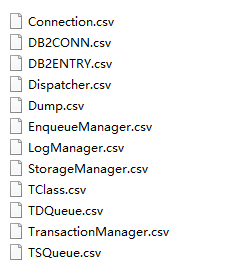 Connection.csv
DB2CONN.csv
DB2ENTRY.csv
Dispatcher.csv
Dump.csv
EnqueueManager.csv
LogManager.csv
StorageManager.csv
TClass.csv
TDQueue.csv
TransactionManager.csv
TSQueue.csv